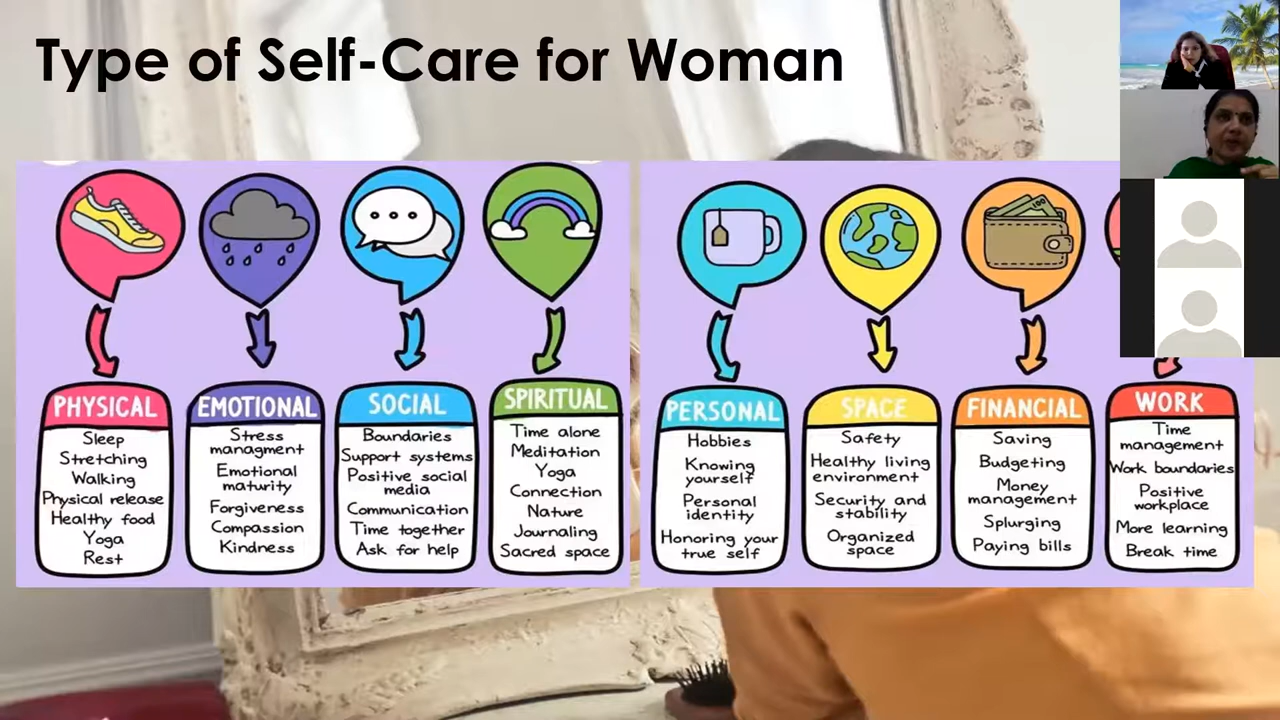 Type of Self-Care for Woman
PHYSICAL
Sleep
Stretching
Walking
Physical release
Healthy food
Yoga
Rest
EMOTIONAL
Stress
managment
Emotional
maturity
Forgiveness
Compassion
Kindness
SOCIAL
Boundaries
Support systems
Positive social
media
Communication
Time together
Ask for help
SPIRITUAL
Time alone
Meditation
Yoga
Connection
Nature
Journaling
Sacred space
PERSONAL
Hobbies
Knowing
yourself
Personal
identity
Honoring your
true self
SPACE
Safety
Healthy living
environment
Security and
stability
Organized
space
FINANCIAL
Saving
Budgeting
Money
management
Splurging
Paying bills
WORK
Time
management
Work boundaries
Positive
workplace
More learning
Break time